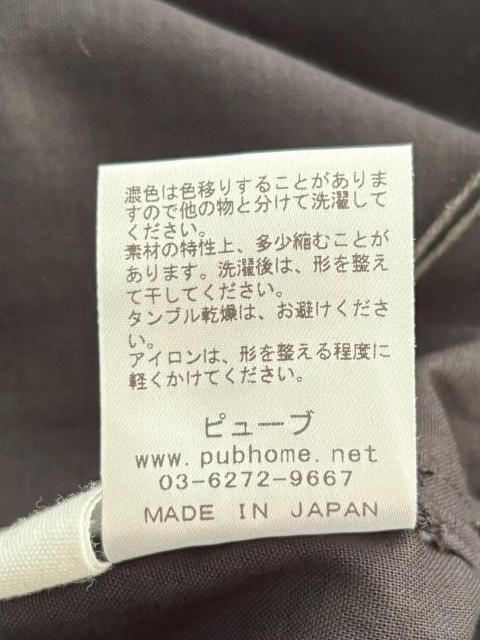 濃色は色移りすることがありま
すので他の物と分けて洗濯して
ください。
素材の特性上、多少縮むことが
あります。洗濯後は、形を整え
て干してください。
タンブル乾燥は、お避けくださ
い。
アイロンは、形を整える程度に
軽くかけてください。
ピューブ
www.pubhome.net
03-6272-9667
MADE IN JAPAN